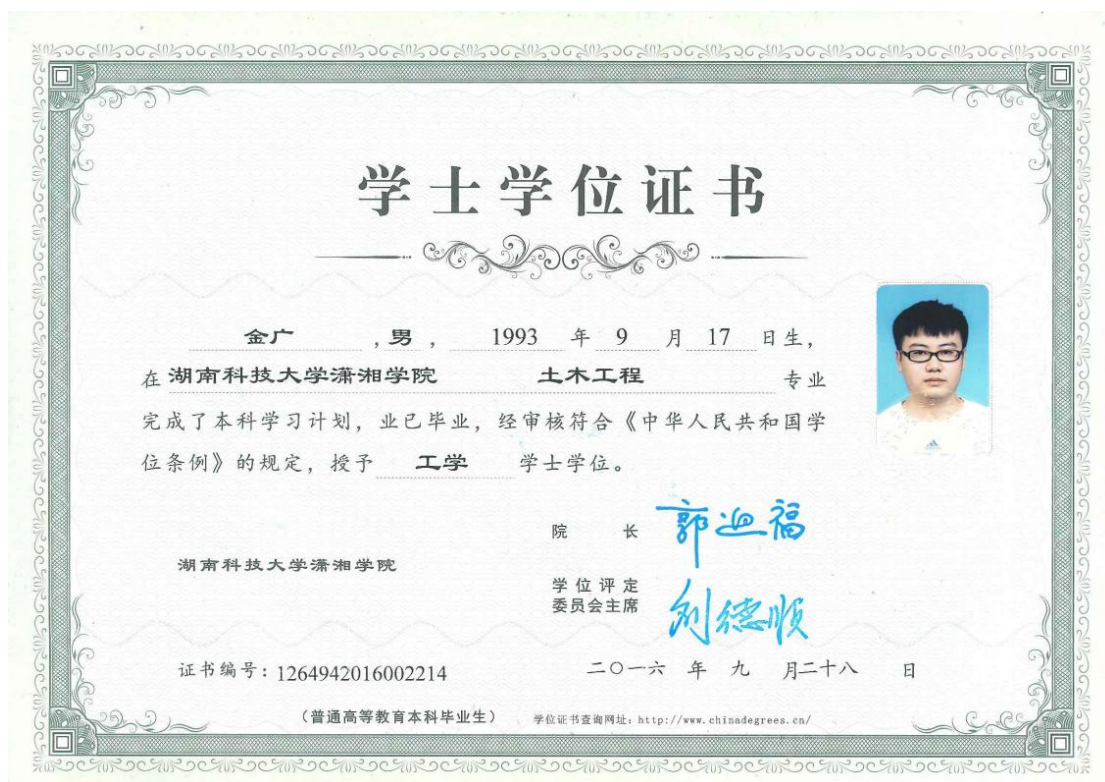 学士学位证书
金广 ,男, 1993 年 9 月 17 日生,
在 湖南科技大学潇湘学院 土木工程 专业
完成了本科学习计划, 业已毕业, 经审核符合《中华人民共和国学
位条例》的规定, 授予 工学 学士学位。
院 长 郭迎福
湖南科技大学潇湘学院
学位评定
委员会主席 刘德顺
证书编号: 1264942016002214 二〇一六 年 九 月二十八 日
(普通高等教育本科毕业生) 学位证书查询网址: http://www.chinadegrees.cn/